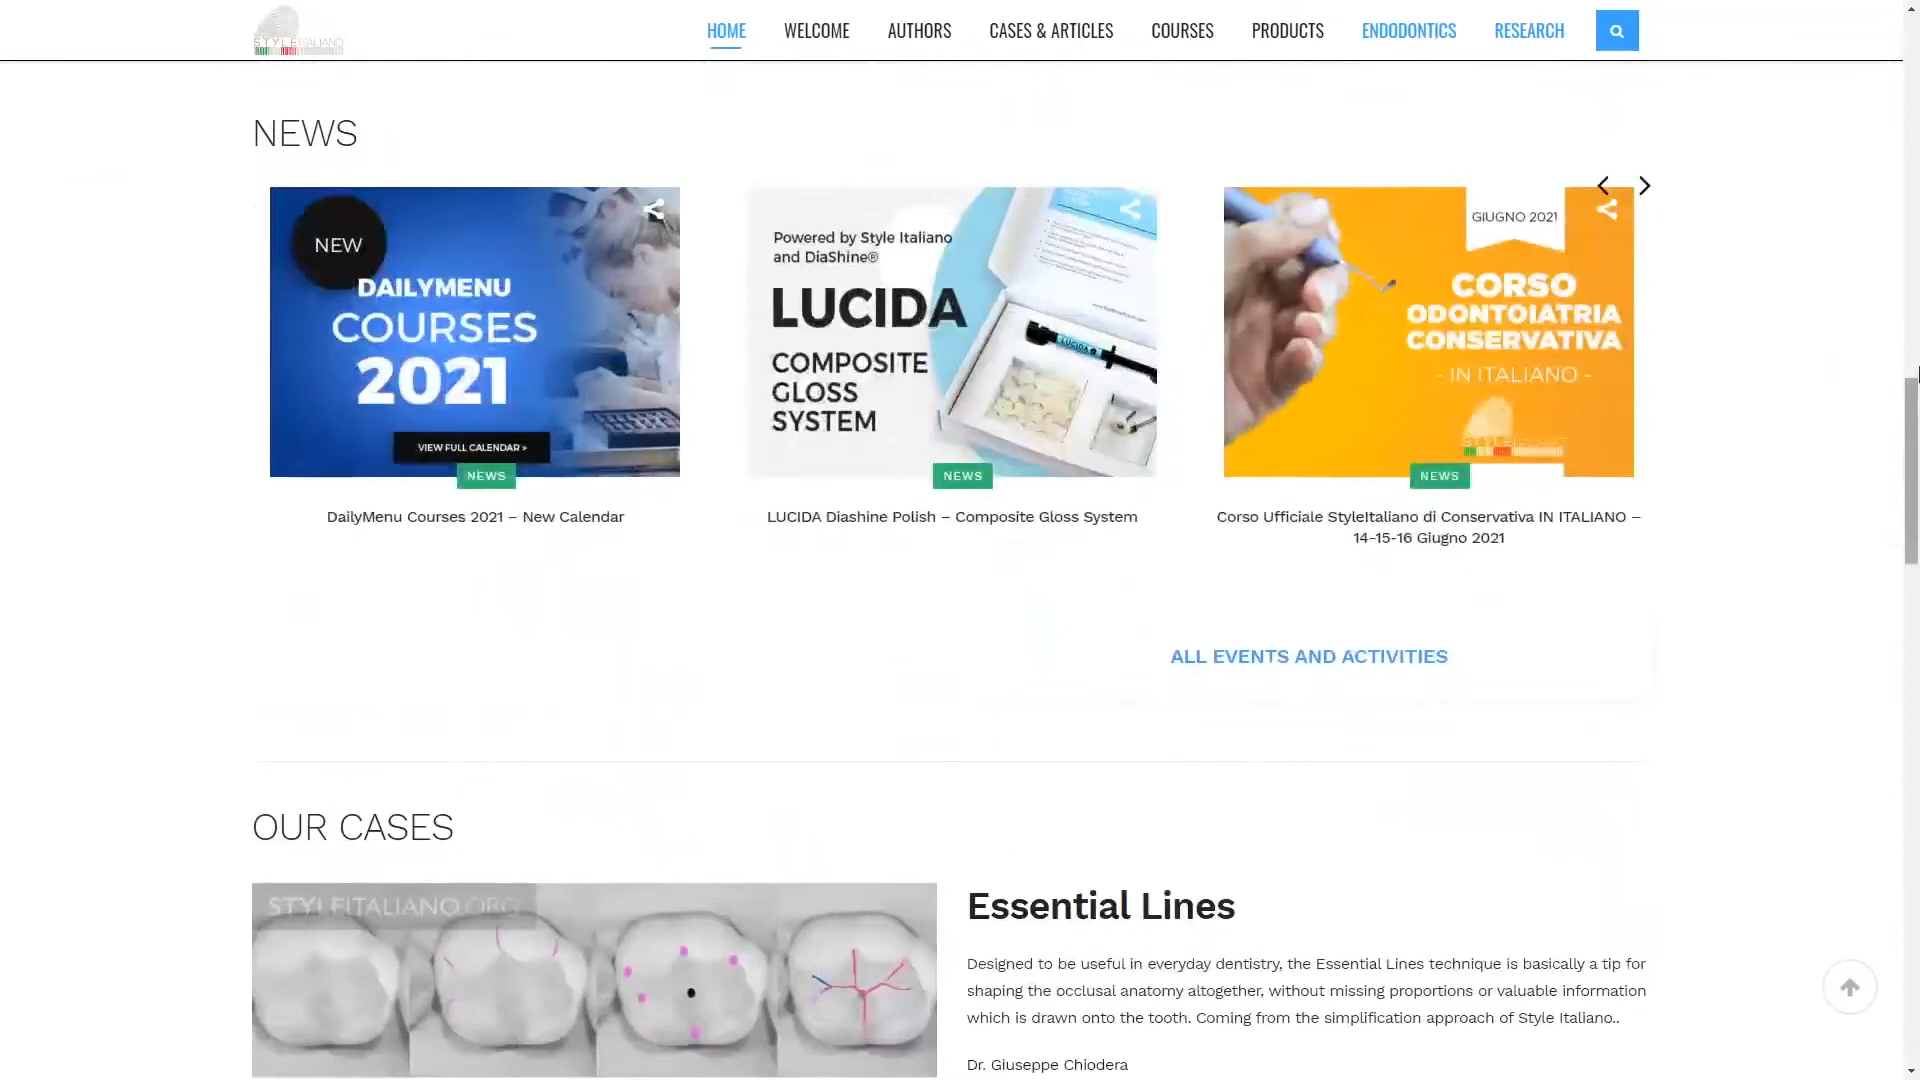 STYLEITALIANO
HOME WELCOME AUTHORS CASES & ARTICLES COURSES PRODUCTS ENDODONTICS RESEARCH
NEWS
NEW
DAILYMENU
COURSES
2021
VIEW FULL CALENDAR »
NEWS
DailyMenu Courses 2021 – New Calendar
Powered by Style Italiano
and DiaShine®
LUCIDA
COMPOSITE
GLOSS
SYSTEM
LUCIDA
NEWS
LUCIDA Diashine Polish – Composite Gloss System
GIUGNO 2021
CORSO
ODONTOIATRIA
CONSERVATIVA
- IN ITALIANO -
NEWS
Corso Ufficiale StyleItaliano di Conservativa IN ITALIANO –
14-15-16 Giugno 2021
ALL EVENTS AND ACTIVITIES
OUR CASES
STYLEITALIANO.ORG
Essential Lines
Designed to be useful in everyday dentistry, the Essential Lines technique is basically a tip for
shaping the occlusal anatomy altogether, without missing proportions or valuable information
which is drawn onto the tooth. Coming from the simplification approach of Style Italiano..
Dr. Giuseppe Chiodera